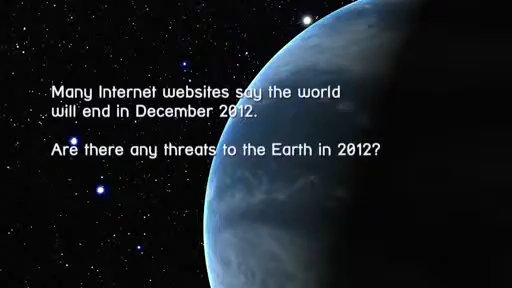 Many Internet websites say the world
will end in December 2012.
Are there any threats to the Earth in 2012?